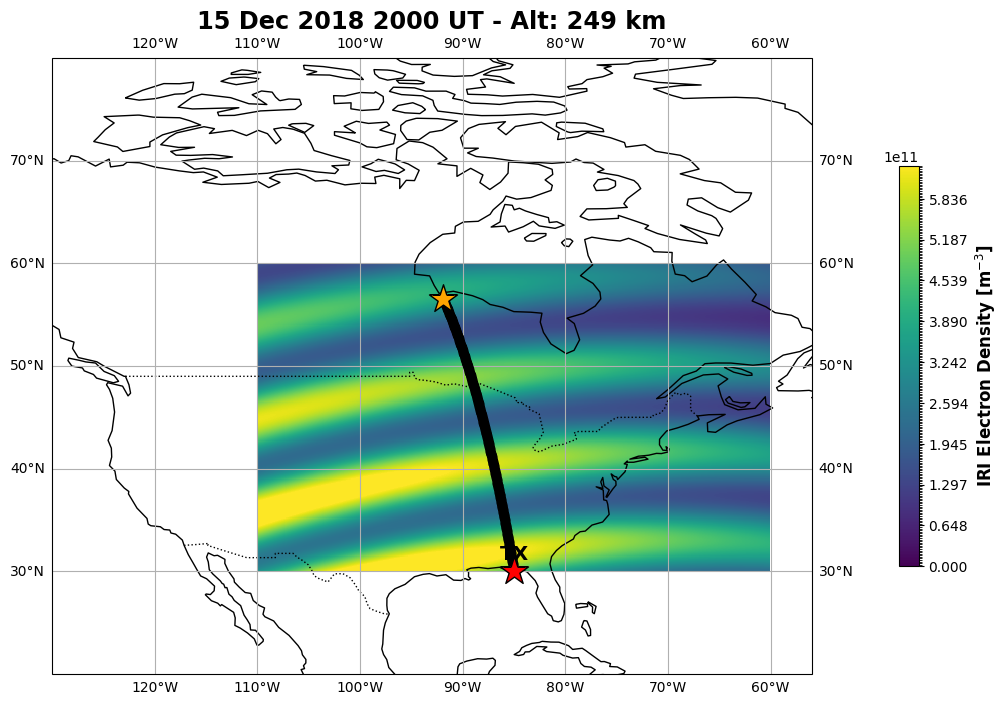 15 Dec 2018 2000 UT - Alt: 249 km
120°W 110°W 100°W 90°W 80°W 70°W 60°W
70°N 70°N
60°N 60°N
50°N 50°N
40°N 40°N
30°N 30°N
TX
120°W 110°W 100°W 90°W 80°W 70°W 60°W
1e11
5.836
5.187
4.539
3.890
3.242
2.594
1.945
1.297
0.648
0.000
IRI Electron Density [m⁻³]